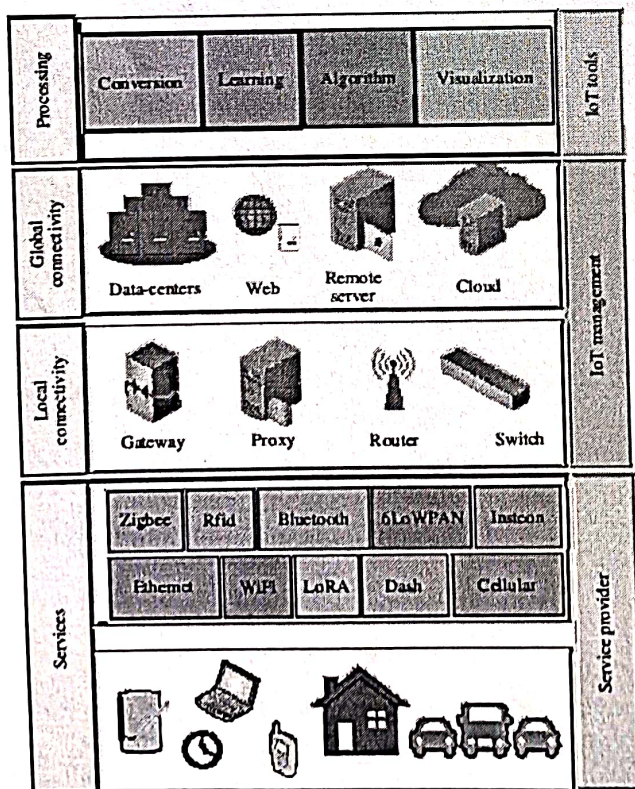 Processing
Conversion Learning Algorithm Visualization
IoT tools
Global
connectivity
Data-centers Web Remote
server Cloud
IoT management
Local
connectivity
Gateway Proxy Router Switch
Services
Zigbee Rfid Bluetooth 6LoWPAN Insteon
Ethernet WiFi LoRA Dash Cellular
Service provider